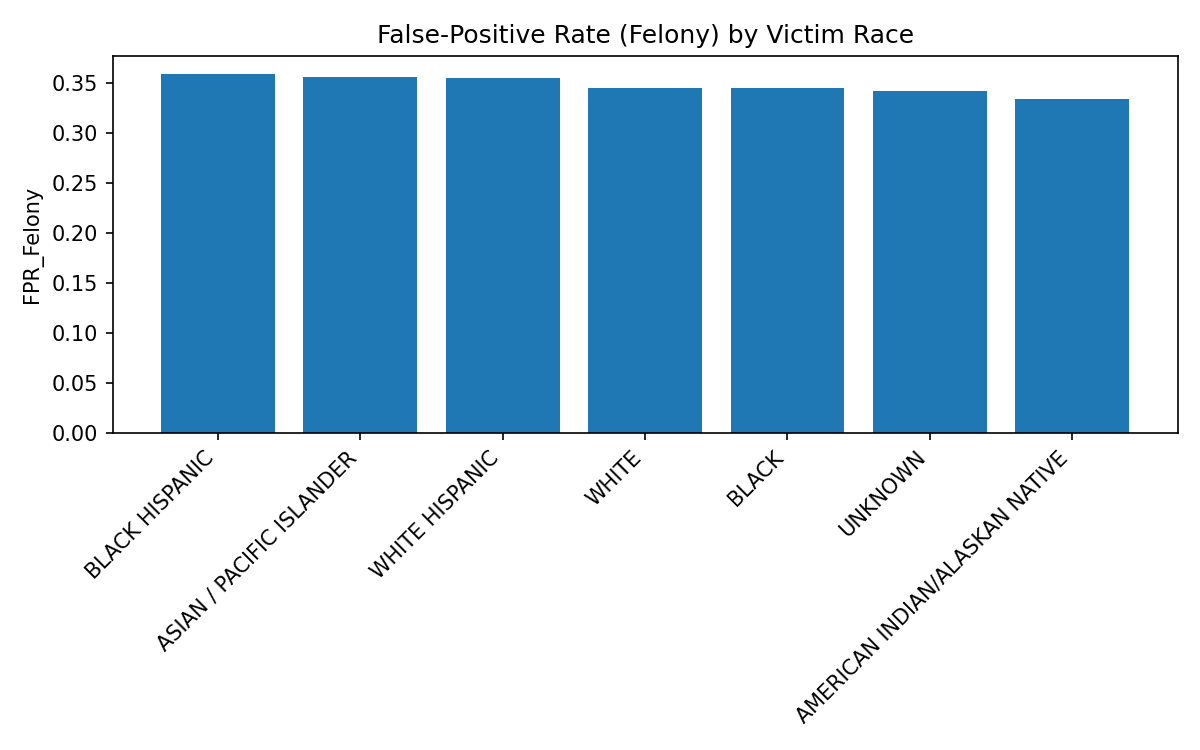 False-Positive Rate (Felony) by Victim Race
FPR_Felony
0.35
0.30
0.25
0.20
0.15
0.10
0.05
0.00
BLACK HISPANIC
ASIAN / PACIFIC ISLANDER
WHITE HISPANIC
WHITE
BLACK
UNKNOWN
AMERICAN INDIAN/ALASKAN NATIVE